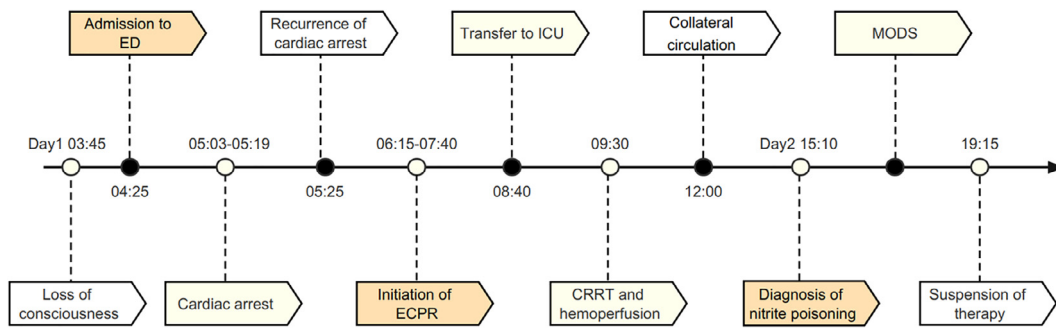 Admission to
ED
Recurrence of
cardiac arrest
Transfer to ICU
Collateral
circulation
MODS
Day1 03:45
05:03-05:19
06:15-07:40
09:30
Day2 15:10
19:15
04:25
05:25
08:40
12:00
Loss of
consciousness
Cardiac arrest
Initiation of
ECPR
CRRT and
hemoperfusion
Diagnosis of
nitrite poisoning
Suspension of
therapy